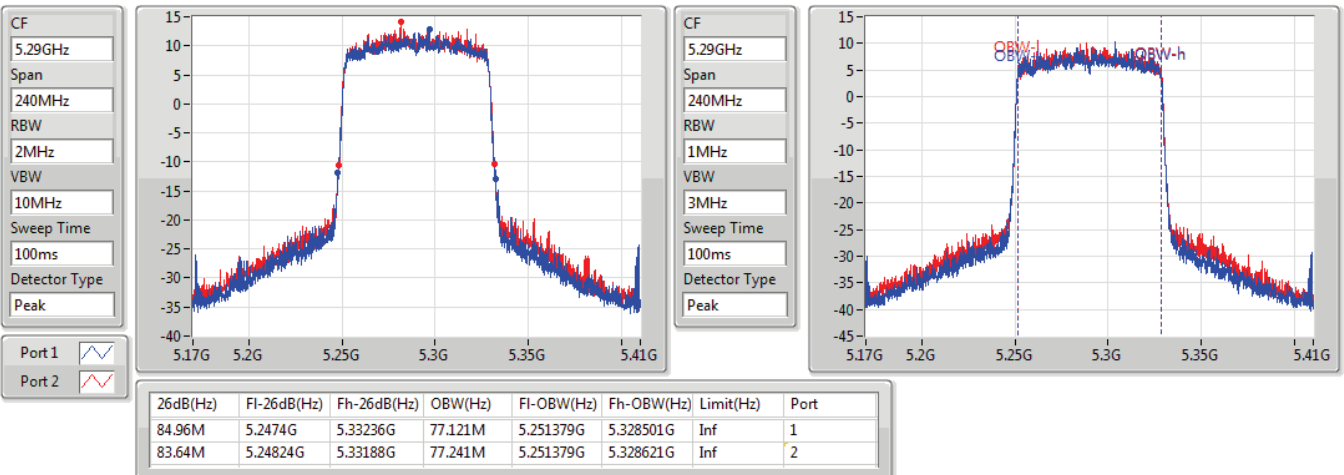 CF
5.29GHz
Span
240MHz
RBW
2MHz
VBW
10MHz
Sweep Time
100ms
Detector Type
Peak
Port 1
Port 2
15
10
5
0
-5
-10
-15
-20
-25
-30
-35
-40
5.17G 5.2G 5.25G 5.3G 5.35G 5.41G
CF
5.29GHz
Span
240MHz
RBW
1MHz
VBW
3MHz
Sweep Time
100ms
Detector Type
Peak
15
10
5
0
-5
-10
-15
-20
-25
-30
-35
-40
-45
OBW-l
OBW-h
5.17G 5.2G 5.25G 5.3G 5.35G 5.41G
26dB(Hz) Fl-26dB(Hz) Fh-26dB(Hz) OBW(Hz) Fl-OBW(Hz) Fh-OBW(Hz) Limit(Hz) Port
84.96M 5.2474G 5.33236G 77.121M 5.251379G 5.328501G Inf 1
83.64M 5.24824G 5.33188G 77.241M 5.251379G 5.328621G Inf 2